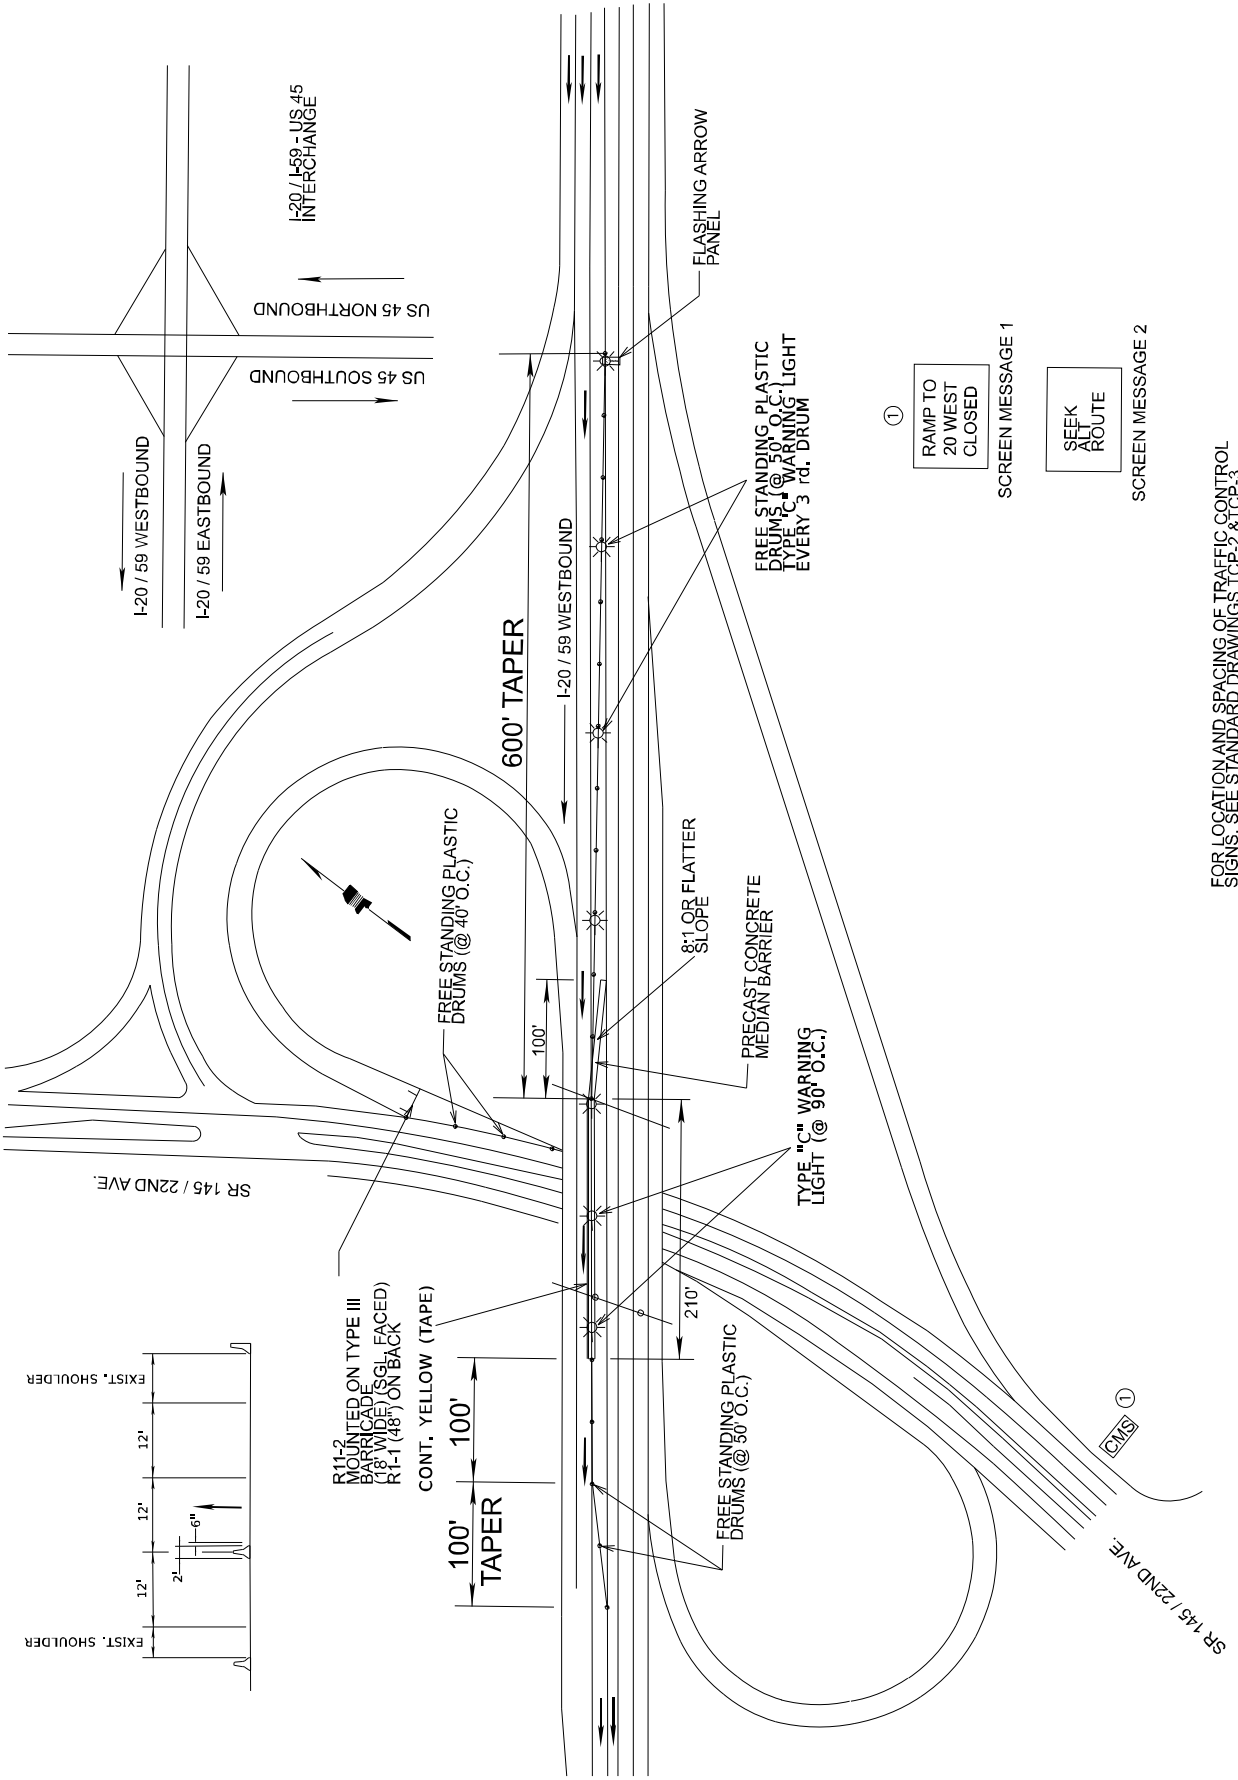 I-20 / I-59 - US 45
INTERCHANGE
US 45 NORTHBOUND
US 45 SOUTHBOUND
I-20 / 59 WESTBOUND
I-20 / 59 EASTBOUND
FLASHING ARROW
PANEL
FREE STANDING PLASTIC
DRUMS (@ 50' O.C.)
TYPE "C" WARNING LIGHT
EVERY 3 rd. DRUM
600' TAPER
I-20 / 59 WESTBOUND
FREE STANDING PLASTIC
DRUMS (@ 40' O.C.)
100'
8:1 OR FLATTER
SLOPE
PRECAST CONCRETE
MEDIAN BARRIER
TYPE "C" WARNING
LIGHT (@ 90' O.C.)
210'
SR 145 / 22ND AVE.
R11-2
MOUNTED ON TYPE III
BARRICADE
(18' WIDE) (SGL. FACED)
R1-1 (48") ON BACK
CONT. YELLOW (TAPE)
100'
100'
TAPER
FREE STANDING PLASTIC
DRUMS (@ 50' O.C.)
EXIST. SHOULDER
12'
12'
6"
2'
12'
EXIST. SHOULDER
CMS
1
SR 145 / 22ND AVE.
1
RAMP TO
20 WEST
CLOSED
SCREEN MESSAGE 1
SEEK
ALT
ROUTE
SCREEN MESSAGE 2
FOR LOCATION AND SPACING OF TRAFFIC CONTROL
SIGNS, SEE STANDARD DRAWINGS TCP-2 & TCP-3